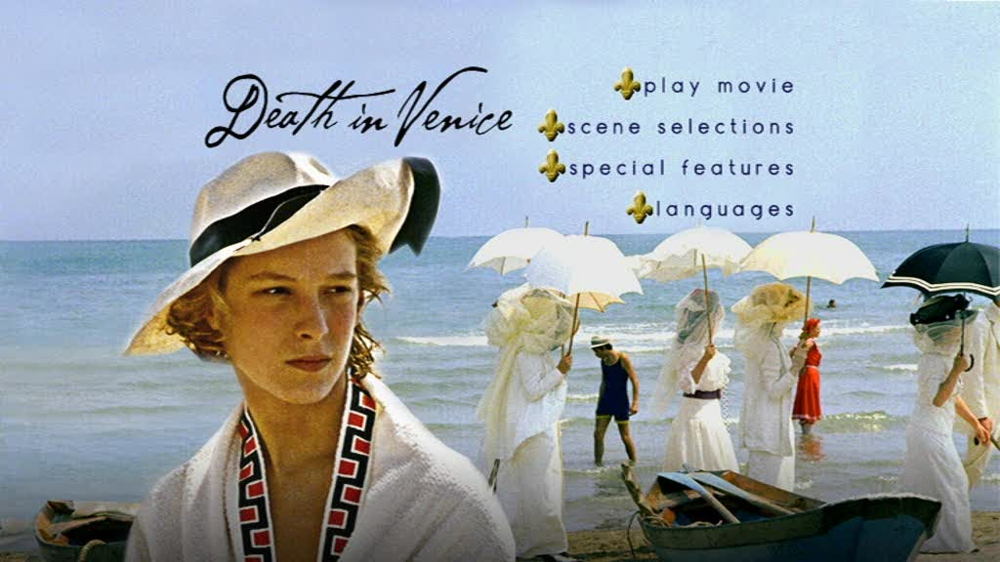 Death in Venice
play movie
scene selections
special features
languages